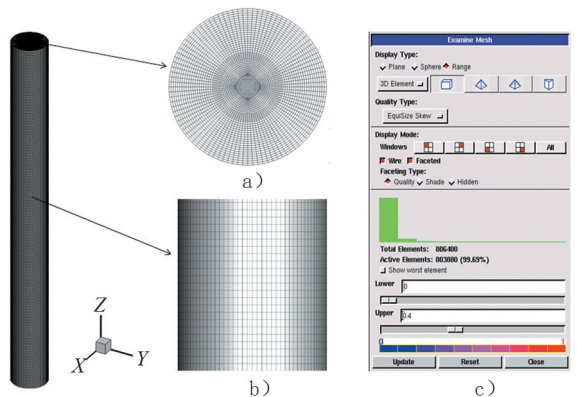 a)
Z
Y
X
b)
Examine Mesh
Display Type:
Plane Sphere Range
3D Element
Quality Type:
EquiSize Skew
Display Mode:
Windows All
Wire Faceted
Faceting Type:
Quality Shade Hidden
Total Elements: 806400
Active Elements: 803800 (99.69%)
Show worst element
Lower 0
Upper 0.4
0 1
Update Reset Close
c)